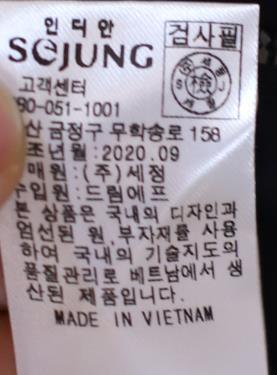 인디안
SEJUNG
검사필
檢
고객센터
80-051-1001
산 금정구 무학송로 158
조년월 : 2020.09
매원 : (주)세정
입원 : 드림에프
본 상품은 국내의 디자인과
엄선된 원,부자재를 사용
하여 국내의 기술지도와
품질관리로 베트남에서 생
산된 제품입니다.
MADE IN VIETNAM